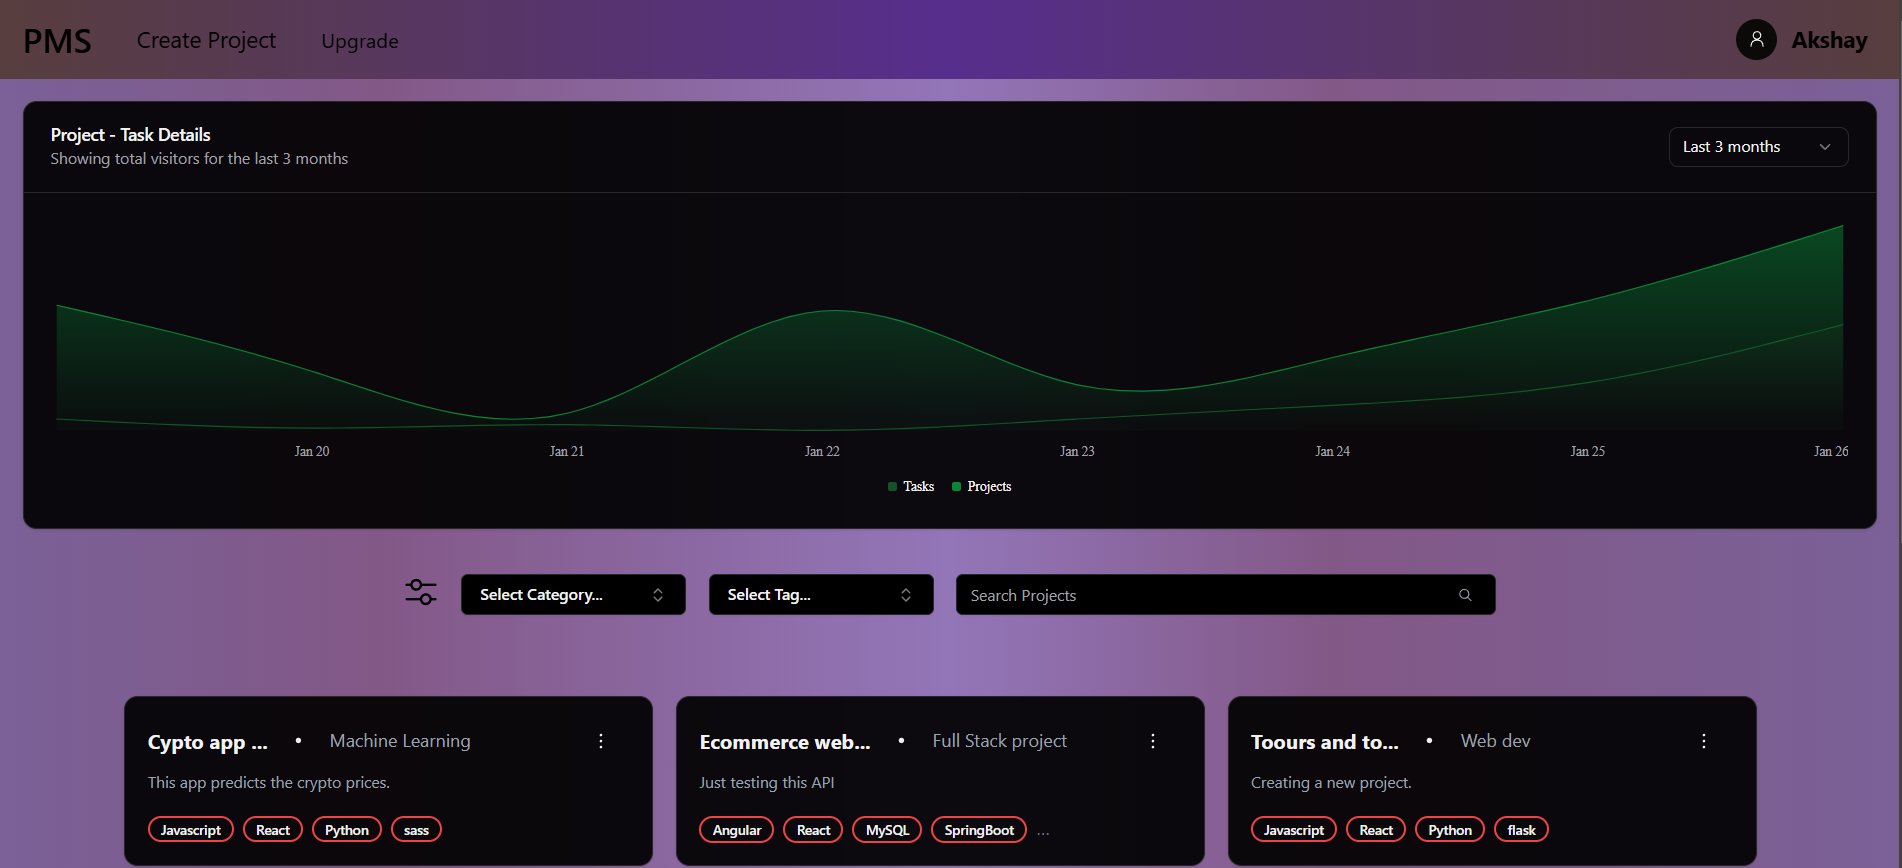 PMS Create Project Upgrade Akshay
Project - Task Details
Showing total visitors for the last 3 months
Last 3 months
Jan 20 Jan 21 Jan 22 Jan 23 Jan 24 Jan 25 Jan 26
Tasks Projects
Select Category... Select Tag... Search Projects
Cypto app ... • Machine Learning
This app predicts the crypto prices.
Javascript React Python sass
Ecommerce web... • Full Stack project
Just testing this API
Angular React MySQL SpringBoot ...
Toours and to... • Web dev
Creating a new project.
Javascript React Python flask